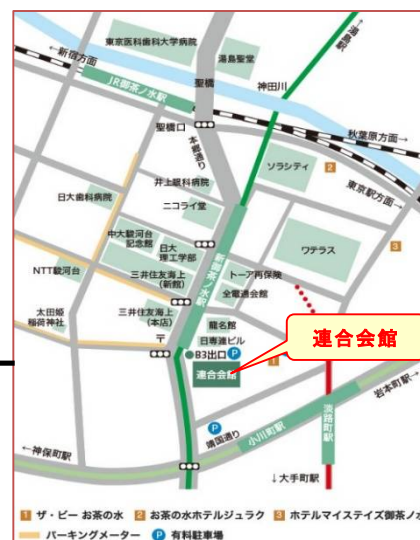 東京医科歯科大学病院
湯島聖堂
湯島駅→
←新宿方面
JR御茶ノ水駅
聖橋
神田川
聖橋口
本郷通り
秋葉原方面→
ソラシティ
2
東京駅方面→
井上眼科病院
日大歯科病院
ニコライ堂
中大駿河台
記念館
日大
理工学部
新御茶ノ水駅
ワテラス
3
NTT駿河台
三井住友海上
(新館)
トーア再保険
全電通会館
太田姫
稲荷神社
三井住友海上
(本店)
龍名館
日専連ビル
連合会館
〒
B3出口
P
1
連合会館
淡路町駅
岩本町駅→
P
靖国通り
小川町駅
←神保町駅
↓大手町駅
1 ザ・ビー お茶の水 2 お茶の水ホテルジュラク 3 ホテルマイステイズ御茶ノ水
パーキングメーター P 有料駐車場